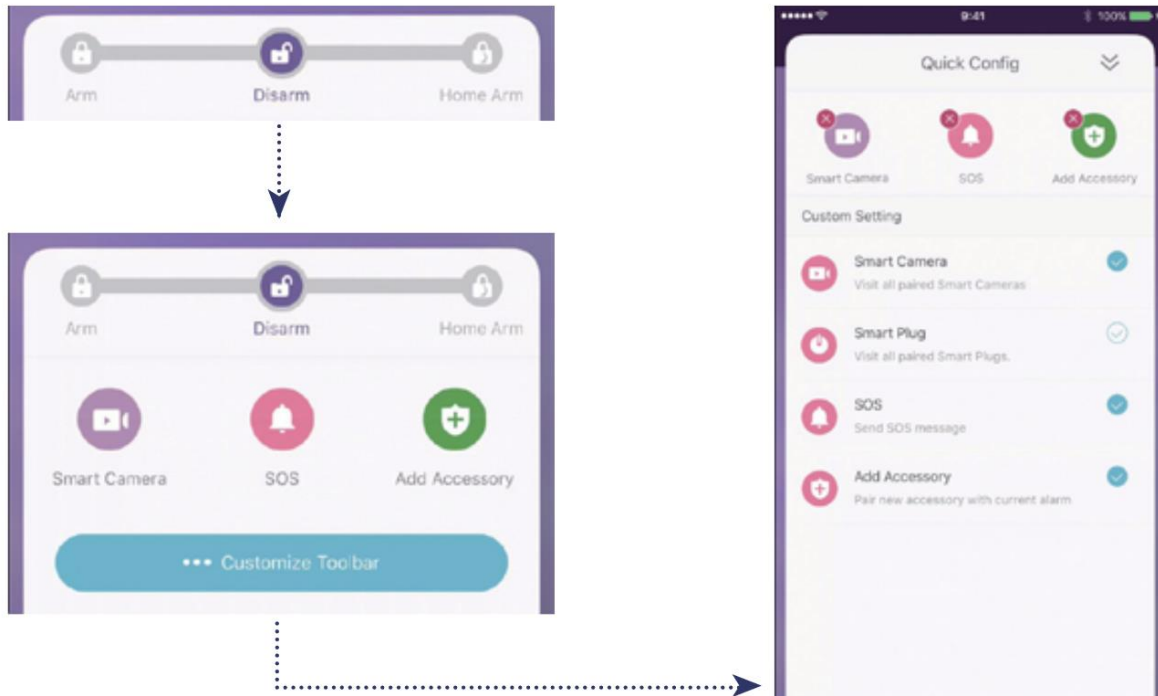 Arm Disarm Home Arm
Arm Disarm Home Arm
Smart Camera SOS Add Accessory
••• Customize Toolbar
9:41 100%
Quick Config
Smart Camera SOS Add Accessory
Custom Setting
Smart Camera
Visit all paired Smart Cameras
Smart Plug
Visit all paired Smart Plugs.
SOS
Send SOS message
Add Accessory
Pair new accessory with current alarm